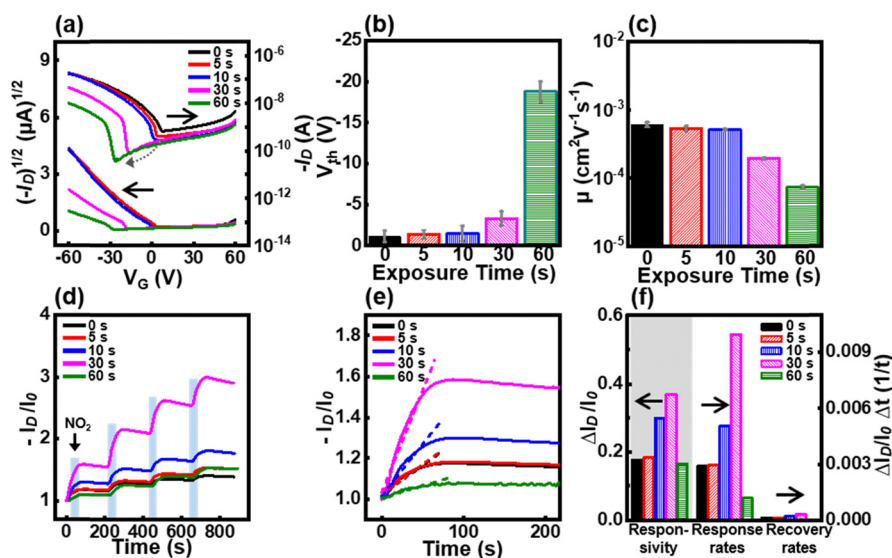 (a)
0 s
5 s
10 s
30 s
60 s
9
6
3
0
(-I_D)^1/2 (µA)^1/2
10^-6
10^-8
10^-10
10^-12
10^-14
-I_D (A)
-60 -30 0 30 60
V_G (V)
(b)
-25
-20
-15
-10
-5
V_th (V)
0 5 10 30 60
Exposure Time (s)
(c)
10^-2
10^-3
10^-4
10^-5
µ (cm²V⁻¹s⁻¹)
0 5 10 30 60
Exposure Time (s)
(d)
0 s
5 s
10 s
30 s
60 s
4
3
2
1
- I_D/I_0
NO₂
0 200 400 600 800
Time (s)
(e)
0 s
5 s
10 s
30 s
60 s
1.8
1.6
1.4
1.2
1.0
- I_D/I_0
0 100 200
Time (s)
(f)
0 s
5 s
10 s
30 s
60 s
0.6
0.4
0.2
0.0
ΔI_D/I_0
0.009
0.006
0.003
0.000
ΔI_D/I_0 Δt (1/t)
Respon- Response Recovery
sivity rates rates